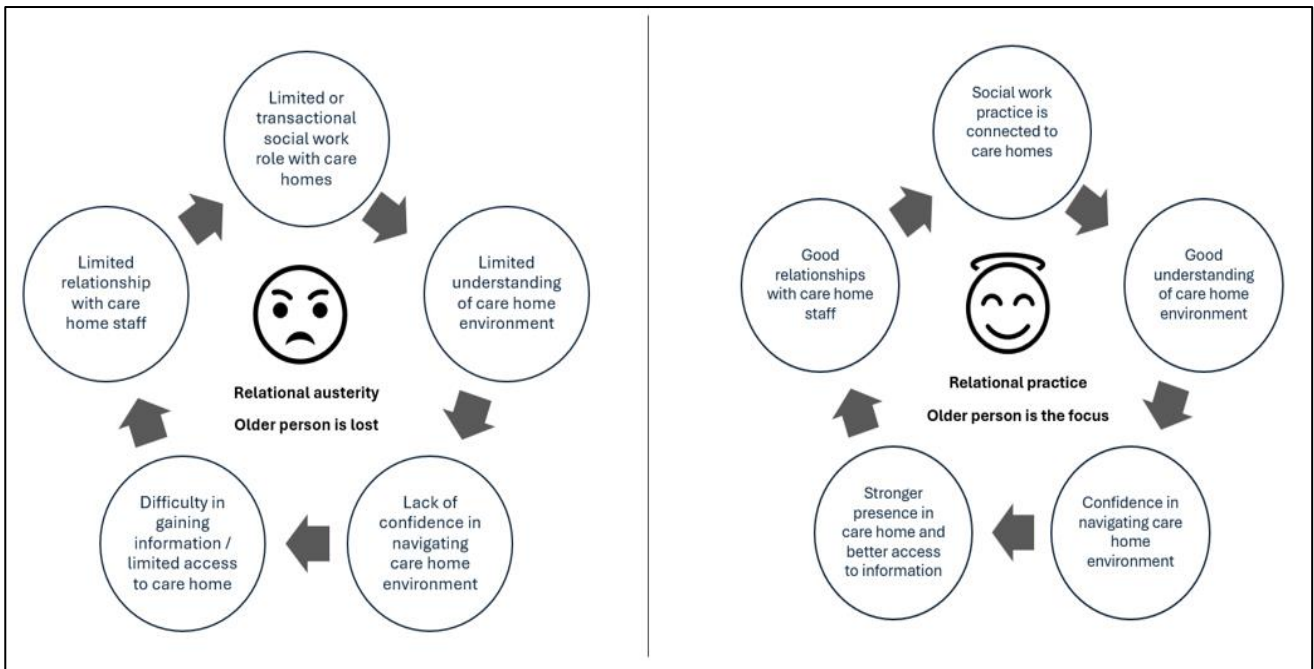 Limited or
transactional
social work
role with care
homes
Limited
understanding
of care home
environment
Lack of
confidence in
navigating
care home
environment
Difficulty in
gaining
information /
limited access
to care home
Limited
relationship
with care
home staff
Relational austerity
Older person is lost
Social work
practice is
connected to
care homes
Good
understanding
of care home
environment
Confidence in
navigating care
home
environment
Stronger
presence in
care home and
better access
to information
Good
relationships
with care home
staff
Relational practice
Older person is the focus